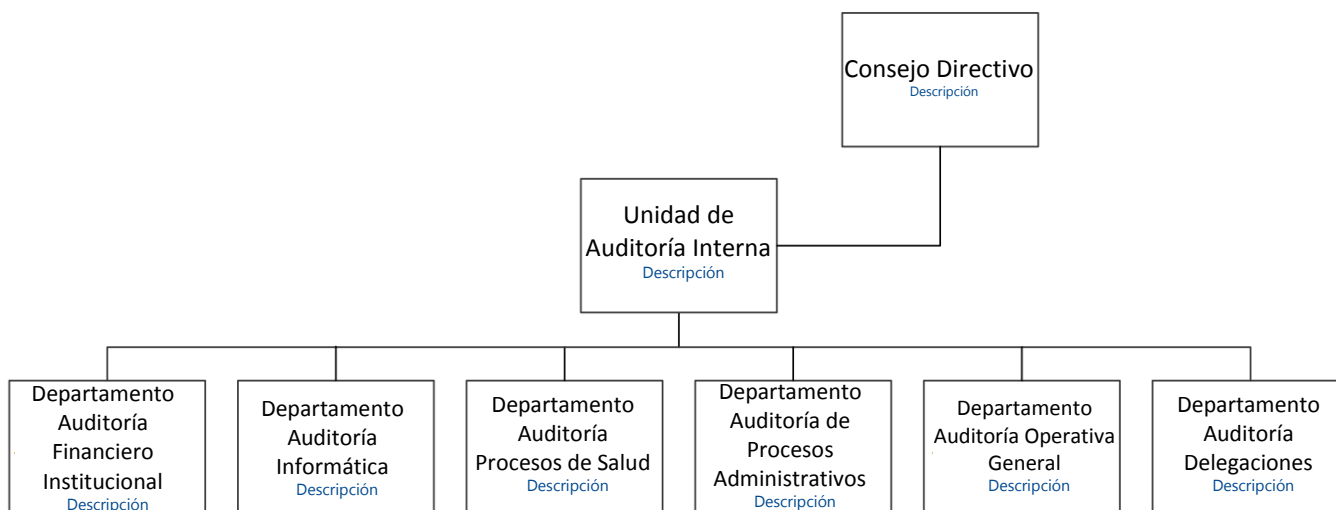 Consejo Directivo
Descripción
Unidad de
Auditoría Interna
Descripción
Departamento
Auditoría
Financiero
Institucional
Descripción
Departamento
Auditoría
Informática
Descripción
Departamento
Auditoría
Procesos de Salud
Descripción
Departamento
Auditoría de
Procesos
Administrativos
Descripción
Departamento
Auditoría Operativa
General
Descripción
Departamento
Auditoría
Delegaciones
Descripción